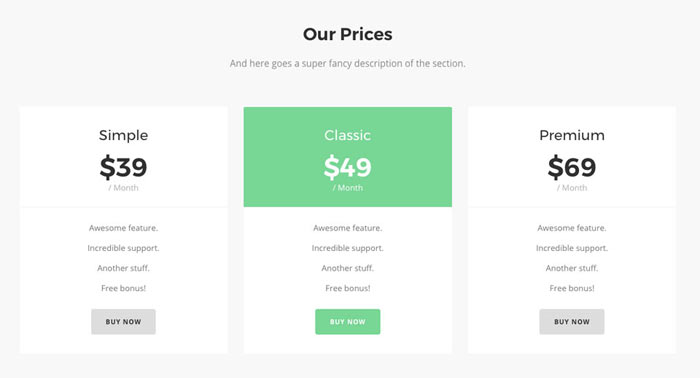 Our Prices
And here goes a super fancy description of the section.
Simple
$39
/ Month
Awesome feature.
Incredible support.
Another stuff.
Free bonus!
BUY NOW
Classic
$49
/ Month
Awesome feature.
Incredible support.
Another stuff.
Free bonus!
BUY NOW
Premium
$69
/ Month
Awesome feature.
Incredible support.
Another stuff.
Free bonus!
BUY NOW